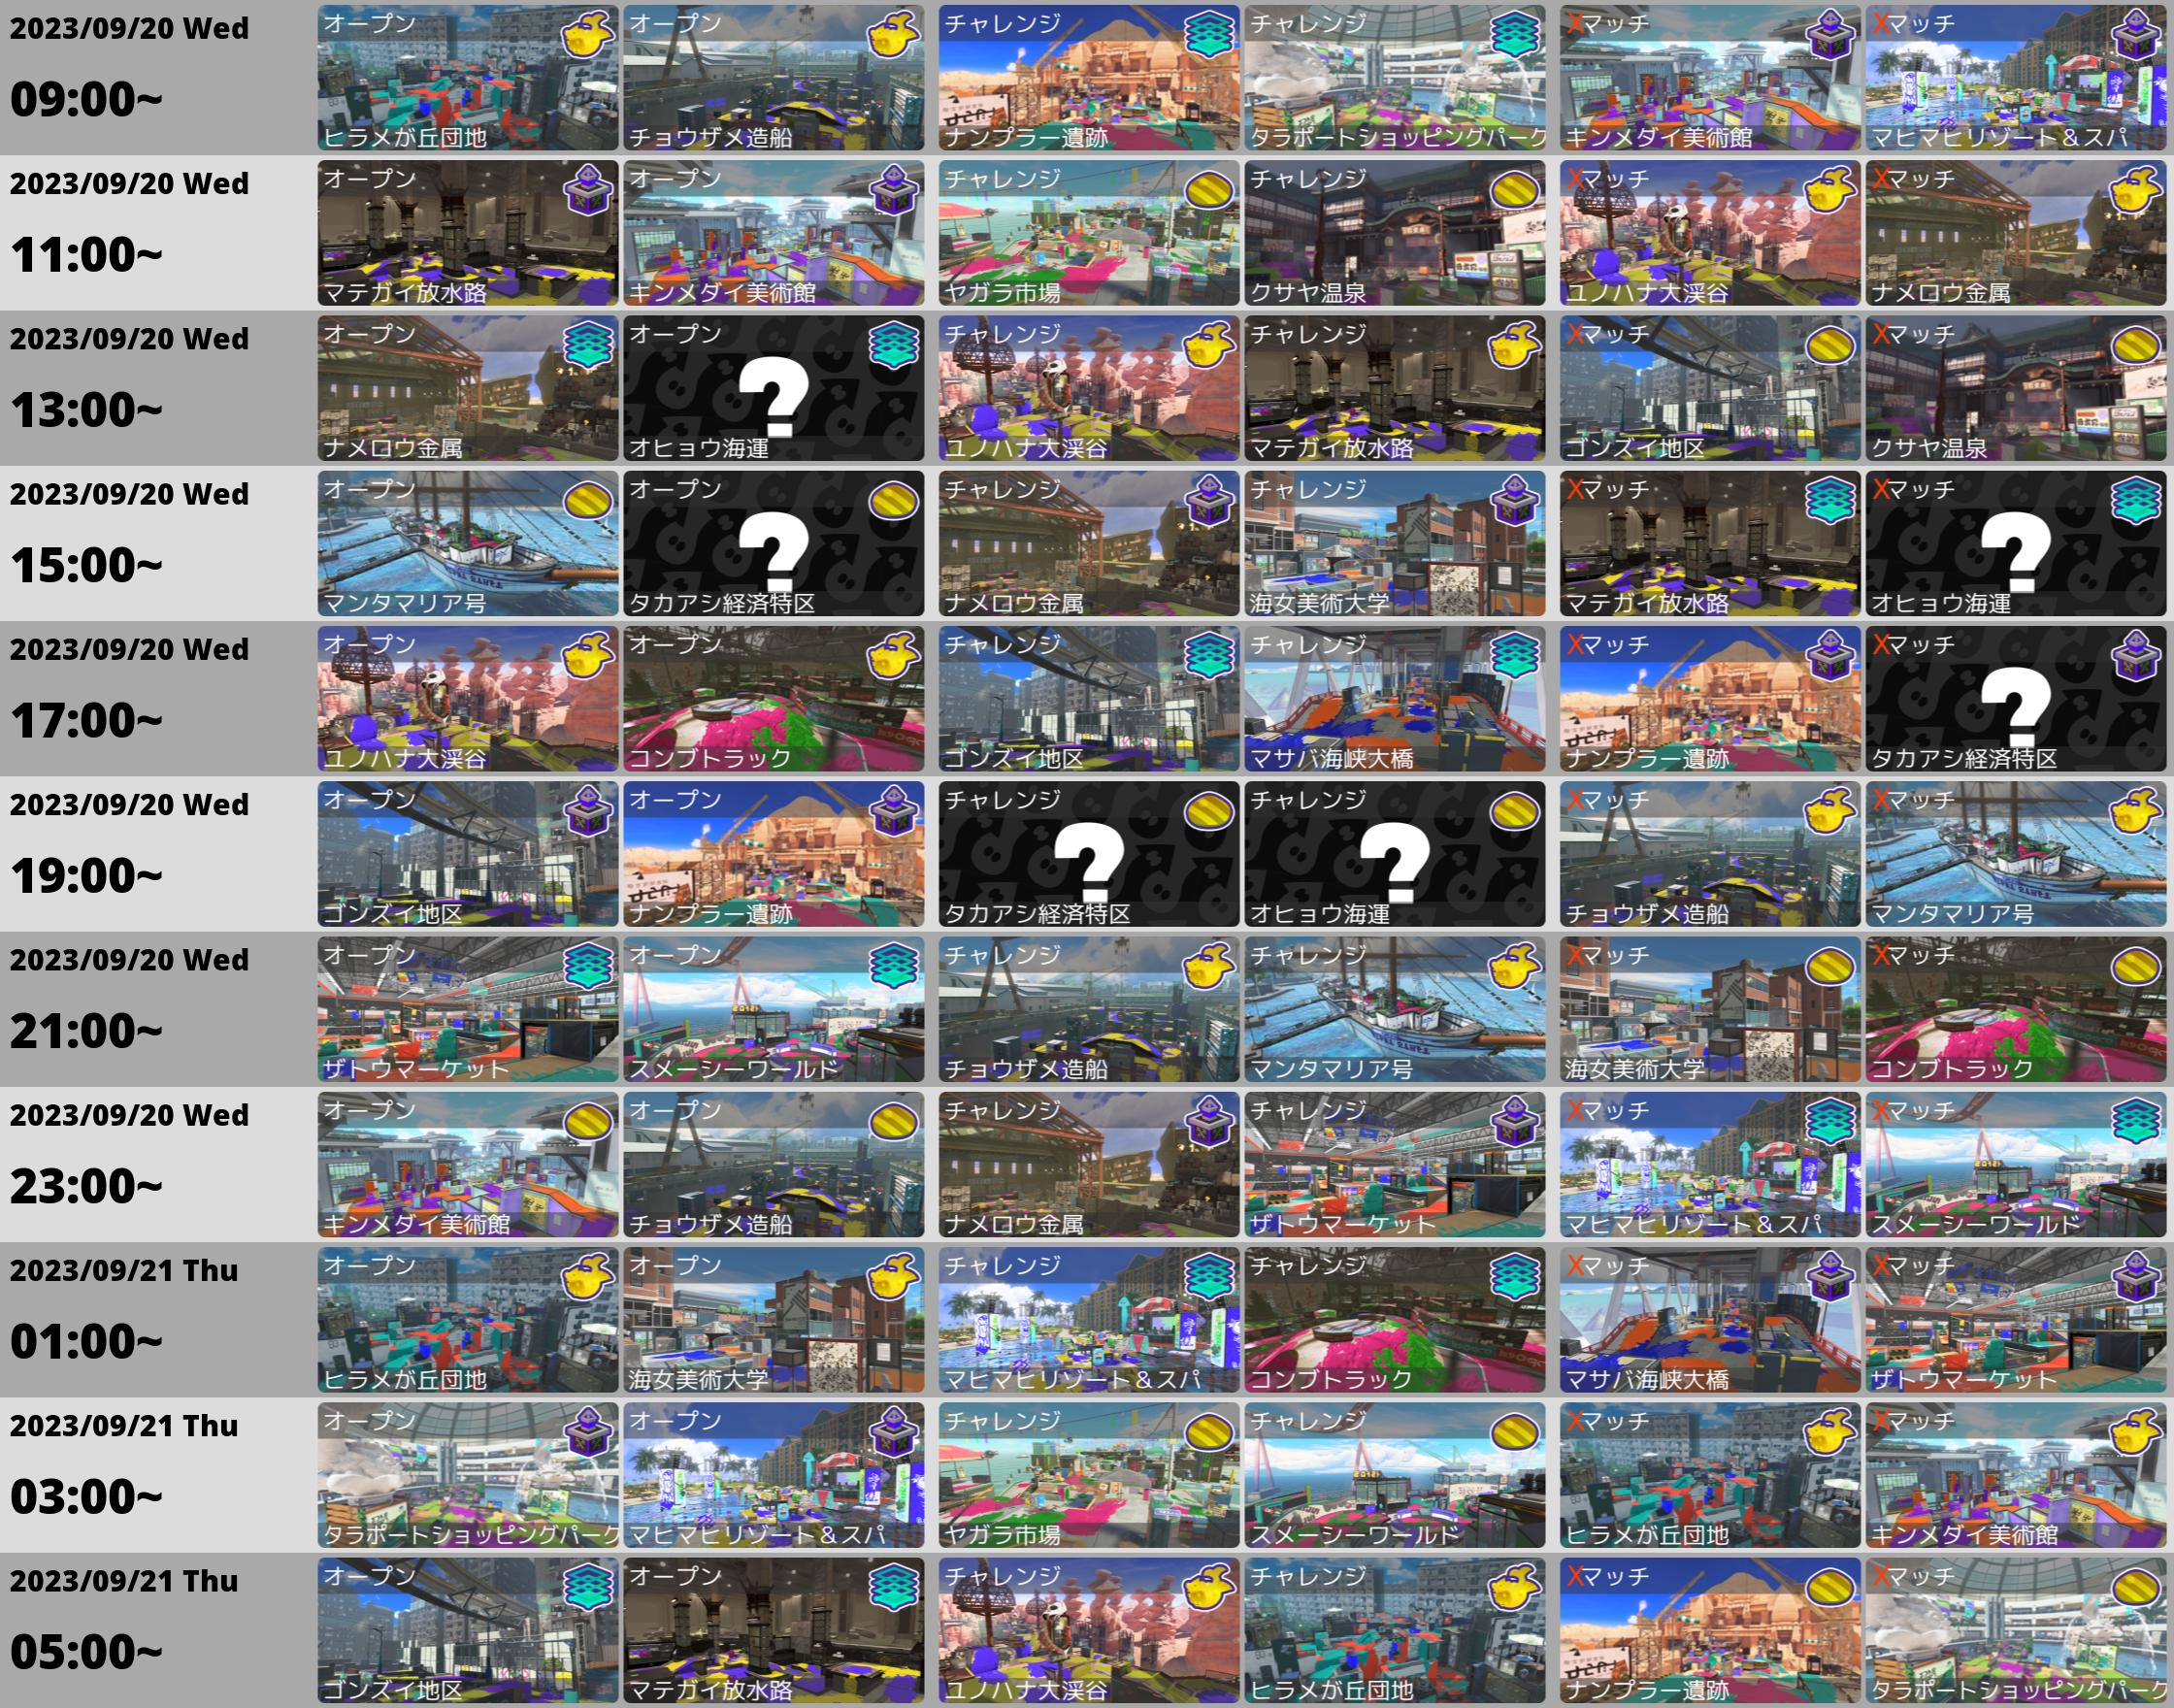 2023/09/20 Wed
09:00~
オープン
ヒラメが丘団地
オープン
チョウザメ造船
チャレンジ
ナンプラー遺跡
チャレンジ
タラポートショッピングパーク
Xマッチ
キンメダイ美術館
Xマッチ
マヒマヒリゾート＆スパ
2023/09/20 Wed
11:00~
オープン
マテガイ放水路
オープン
キンメダイ美術館
チャレンジ
ヤガラ市場
チャレンジ
クサヤ温泉
Xマッチ
ユノハナ大渓谷
Xマッチ
ナメロウ金属
2023/09/20 Wed
13:00~
オープン
ナメロウ金属
オープン
?
オヒョウ海運
チャレンジ
ユノハナ大渓谷
チャレンジ
マテガイ放水路
Xマッチ
ゴンズイ地区
Xマッチ
クサヤ温泉
2023/09/20 Wed
15:00~
オープン
マンタマリア号
オープン
?
タカアシ経済特区
チャレンジ
ナメロウ金属
チャレンジ
海女美術大学
Xマッチ
マテガイ放水路
Xマッチ
?
オヒョウ海運
2023/09/20 Wed
17:00~
オープン
ユノハナ大渓谷
オープン
コンブトラック
チャレンジ
ゴンズイ地区
チャレンジ
マサバ海峡大橋
Xマッチ
ナンプラー遺跡
Xマッチ
?
タカアシ経済特区
2023/09/20 Wed
19:00~
オープン
ゴンズイ地区
オープン
ナンプラー遺跡
チャレンジ
?
タカアシ経済特区
チャレンジ
?
オヒョウ海運
Xマッチ
チョウザメ造船
Xマッチ
マンタマリア号
2023/09/20 Wed
21:00~
オープン
ザトウマーケット
オープン
スメーシーワールド
チャレンジ
チョウザメ造船
チャレンジ
マンタマリア号
Xマッチ
海女美術大学
Xマッチ
コンブトラック
2023/09/20 Wed
23:00~
オープン
キンメダイ美術館
オープン
チョウザメ造船
チャレンジ
ナメロウ金属
チャレンジ
ザトウマーケット
Xマッチ
マヒマヒリゾート＆スパ
Xマッチ
スメーシーワールド
2023/09/21 Thu
01:00~
オープン
ヒラメが丘団地
オープン
海女美術大学
チャレンジ
マヒマヒリゾート＆スパ
チャレンジ
コンブトラック
Xマッチ
マサバ海峡大橋
Xマッチ
ザトウマーケット
2023/09/21 Thu
03:00~
オープン
タラポートショッピングパーク
オープン
マヒマヒリゾート＆スパ
チャレンジ
ヤガラ市場
チャレンジ
スメーシーワールド
Xマッチ
ヒラメが丘団地
Xマッチ
キンメダイ美術館
2023/09/21 Thu
05:00~
オープン
ゴンズイ地区
オープン
マテガイ放水路
チャレンジ
ユノハナ大渓谷
チャレンジ
ヒラメが丘団地
Xマッチ
ナンプラー遺跡
Xマッチ
タラポートショッピングパーク